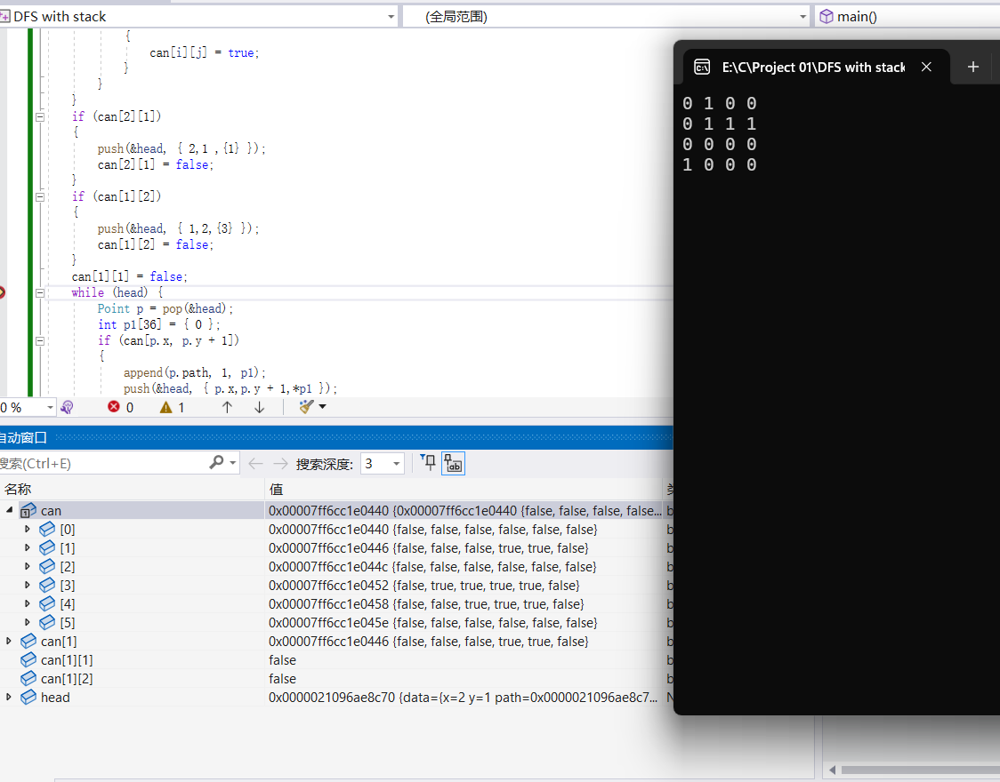 DFS with stack
(全局范围)
main()
{
can[i][j] = true;
}
}
}
if (can[2][1])
{
push(&head, { 2,1 ,{1} });
can[2][1] = false;
}
if (can[1][2])
{
push(&head, { 1,2,{3} });
can[1][2] = false;
}
can[1][1] = false;
while (head) {
Point p = pop(&head);
int p1[36] = { 0 };
if (can[p.x, p.y + 1])
{
append(p.path, 1, p1);
push(&head, { p.x,p.y + 1,*p1 });
0 %
0
1
自动窗口
搜索(Ctrl+E)
搜索深度:
3
名称
值
can
0x00007ff6cc1e0440 {0x00007ff6cc1e0440 {false, false, false, false...
[0]
0x00007ff6cc1e0440 {false, false, false, false, false, false}
[1]
0x00007ff6cc1e0446 {false, false, false, true, true, false}
[2]
0x00007ff6cc1e044c {false, false, false, false, false, false}
[3]
0x00007ff6cc1e0452 {false, true, true, true, true, false}
[4]
0x00007ff6cc1e0458 {false, false, true, true, true, false}
[5]
0x00007ff6cc1e045e {false, false, false, false, false, false}
can[1]
0x00007ff6cc1e0446 {false, false, false, true, true, false}
can[1][1]
false
can[1][2]
false
head
0x0000021096ae8c70 {data={x=2 y=1 path=0x0000021096ae8c7...
E:\C\Project 01\DFS with stack
0 1 0 0
0 1 1 1
0 0 0 0
1 0 0 0